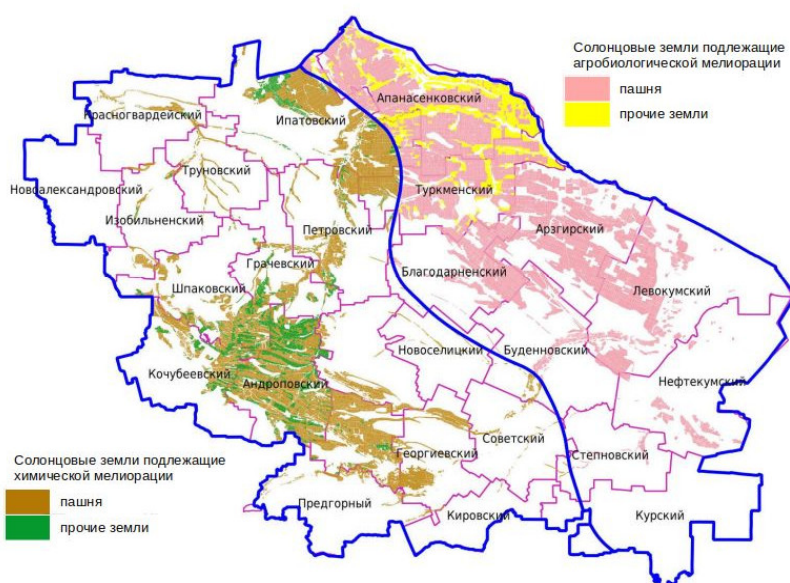 Солонцовые земли подлежащие
агробиологической мелиорации
пашня
прочие земли
Апанасенковский
Красногвардейский
Ипатовский
Труновский
Туркменский
Новоалександровский
Изобильненский
Петровский
Арзгирский
Грачевский
Благодарненский
Шпаковский
Левокумский
Новоселицкий
Буденновский
Кочубеевский
Андроповский
Нефтекумский
Советский
Георгиевский
Степновский
Солонцовые земли подлежащие
химической мелиорации
пашня
прочие земли
Предгорный
Кировский
Курский